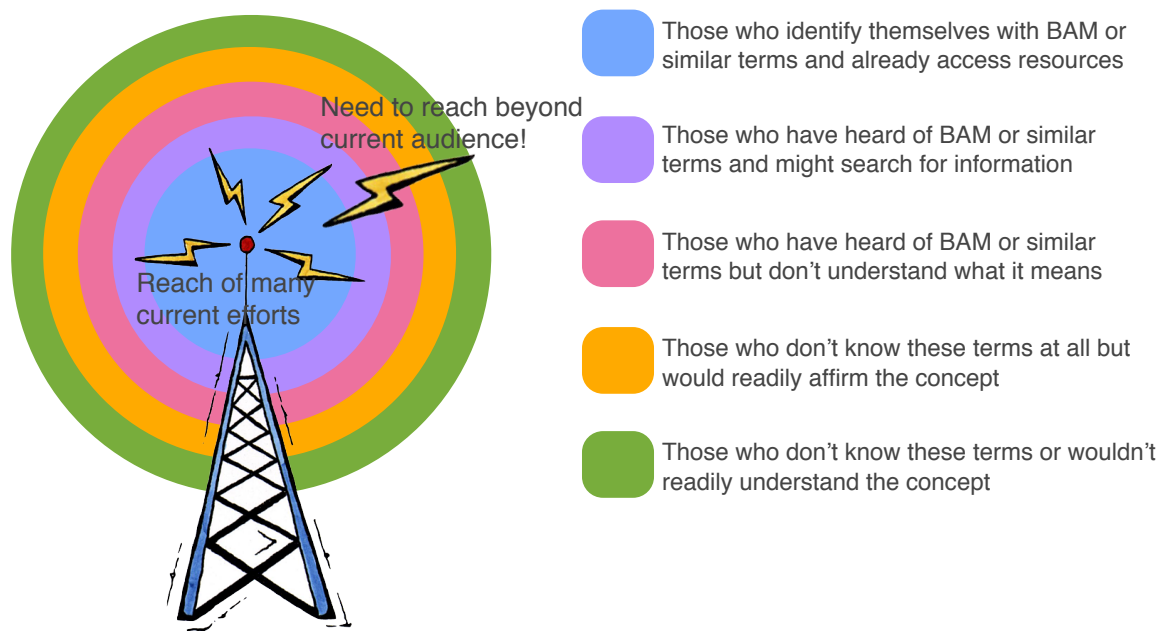 Need to reach beyond
current audience!
Reach of many
current efforts
Those who identify themselves with BAM or
similar terms and already access resources
Those who have heard of BAM or similar
terms and might search for information
Those who have heard of BAM or similar
terms but don’t understand what it means
Those who don’t know these terms at all but
would readily affirm the concept
Those who don’t know these terms or wouldn’t
readily understand the concept